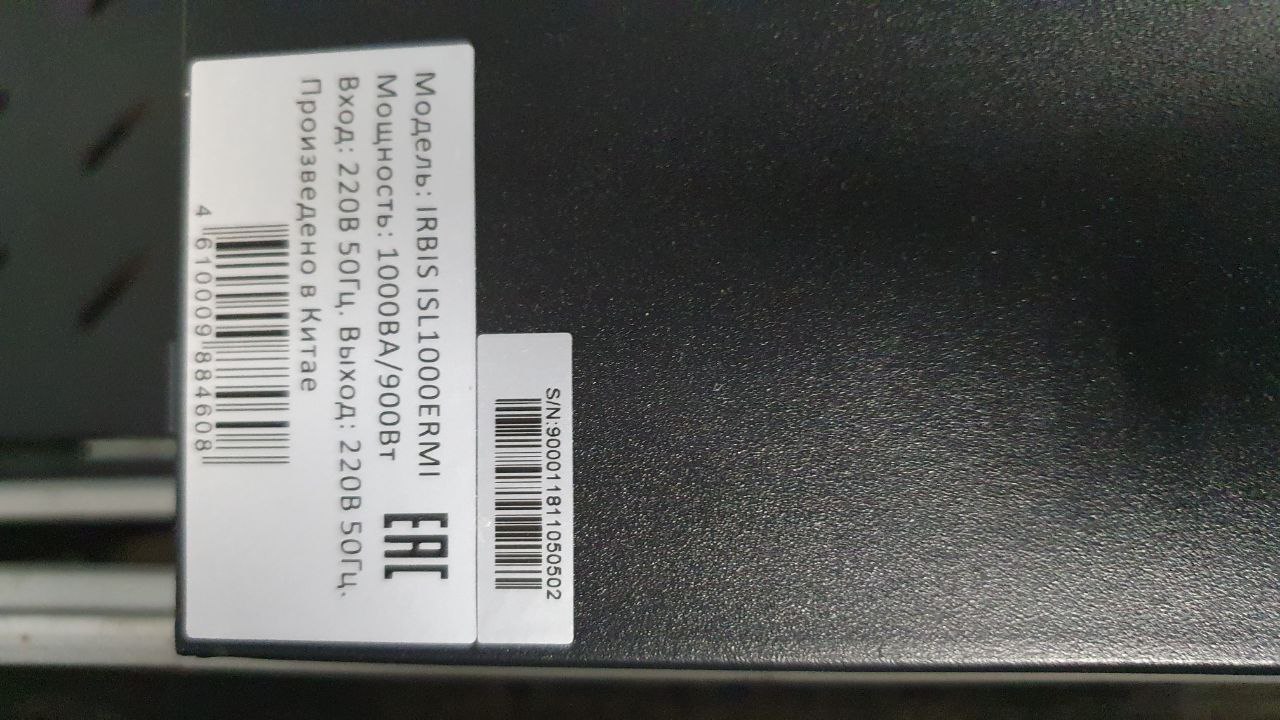 Модель: IRBIS ISL1000ERMI
Мощность: 1000ВА/900Вт
Вход: 220В 50Гц. Выход: 220В 50Гц.
Произведено в Китае
EAC
4 610009 884608
S/N:900011811050502